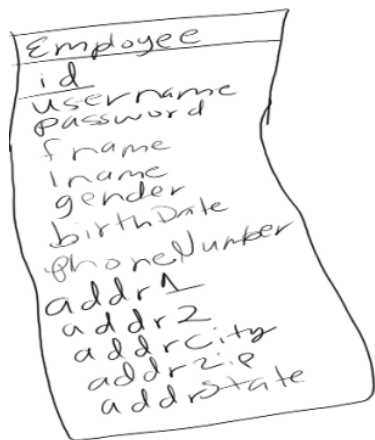 Employee
id
username
password
fname
lname
gender
birthDate
phoneNumber
addr1
addr2
addrCity
addrzip
addrState